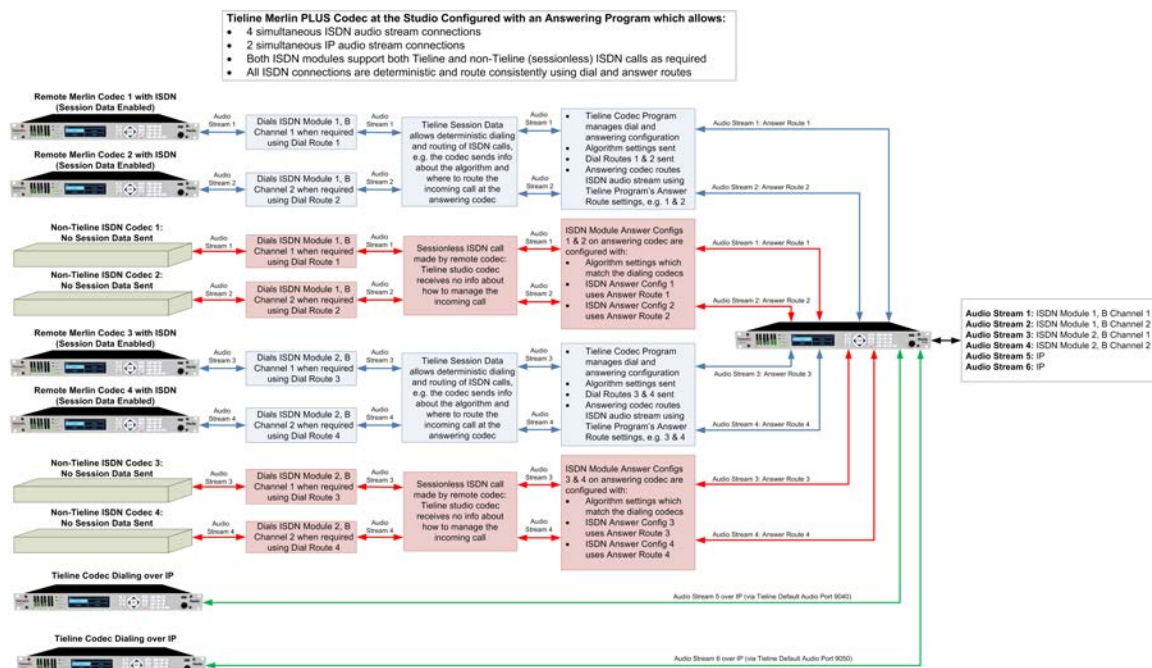 Tieline Merlin PLUS Codec at the Studio Configured with an Answering Program which allows:
• 4 simultaneous ISDN audio stream connections
• 2 simultaneous IP audio stream connections
• Both ISDN modules support both Tieline and non-Tieline (sessionless) ISDN calls as required
• All ISDN connections are deterministic and route consistently using dial and answer routes
Remote Merlin Codec 1 with ISDN
(Session Data Enabled)
Audio
Stream 1
Dials ISDN Module 1, B
Channel 1 when required
using Dial Route 1
Audio
Stream 1
Remote Merlin Codec 2 with ISDN
(Session Data Enabled)
Audio
Stream 2
Dials ISDN Module 1, B
Channel 2 when required
using Dial Route 2
Audio
Stream 2
Tieline Session Data
allows deterministic dialing
and routing of ISDN calls,
e.g. the codec sends info
about the algorithm and
where to route the
incoming call at the
answering codec
Audio
Stream 1
Audio
Stream 2
• Tieline Codec Program
manages dial and
answering configuration
• Algorithm settings sent
• Dial Routes 1 & 2 sent
• Answering codec routes
ISDN audio stream using
Tieline Program's Answer
Route settings, e.g. 1 & 2
Audio Stream 1: Answer Route 1
Audio Stream 2: Answer Route 2
Non-Tieline ISDN Codec 1:
No Session Data Sent
Audio
Stream 1
Dials ISDN Module 1, B
Channel 1 when required
using Dial Route 1
Audio
Stream 1
Non-Tieline ISDN Codec 2:
No Session Data Sent
Audio
Stream 2
Dials ISDN Module 1, B
Channel 2 when required
using Dial Route 2
Audio
Stream 2
Sessionless ISDN call
made by remote codec:
Tieline studio codec
receives no info about
how to manage the
incoming call
Audio
Stream 1
Audio
Stream 2
ISDN Module Answer Configs
1 & 2 on answering codec are
configured with:
• Algorithm settings which
match the dialing codecs
• ISDN Answer Config 1
uses Answer Route 1
• ISDN Answer Config 2
uses Answer Route 2
Audio Stream 1: Answer Route 1
Audio Stream 2: Answer Route 2
Remote Merlin Codec 3 with ISDN
(Session Data Enabled)
Audio
Stream 3
Dials ISDN Module 2, B
Channel 1 when required
using Dial Route 3
Audio
Stream 3
Remote Merlin Codec 4 with ISDN
(Session Data Enabled)
Audio
Stream 4
Dials ISDN Module 2, B
Channel 2 when required
using Dial Route 4
Audio
Stream 4
Tieline Session Data
allows deterministic dialing
and routing of ISDN calls,
e.g. the codec sends info
about the algorithm and
where to route the
incoming call at the
answering codec
Audio
Stream 3
Audio
Stream 4
• Tieline Codec Program
manages dial and
answering configuration
• Algorithm settings sent
• Dial Routes 3 & 4 sent
• Answering codec routes
ISDN audio stream using
Tieline Program's Answer
Route settings, e.g. 3 & 4
Audio Stream 3: Answer Route 3
Audio Stream 4: Answer Route 4
Non-Tieline ISDN Codec 3:
No Session Data Sent
Audio
Stream 3
Dials ISDN Module 2, B
Channel 1 when required
using Dial Route 3
Audio
Stream 3
Non-Tieline ISDN Codec 4:
No Session Data Sent
Audio
Stream 4
Dials ISDN Module 2, B
Channel 2 when required
using Dial Route 4
Audio
Stream 4
Sessionless ISDN call
made by remote codec:
Tieline studio codec
receives no info about
how to manage the
incoming call
Audio
Stream 3
Audio
Stream 4
ISDN Module Answer Configs
3 & 4 on answering codec are
configured with:
• Algorithm settings which
match the dialing codecs
• ISDN Answer Config 3
uses Answer Route 3
• ISDN Answer Config 4
uses Answer Route 4
Audio Stream 3: Answer Route 3
Audio Stream 4: Answer Route 4
Audio Stream 1: ISDN Module 1, B Channel 1
Audio Stream 2: ISDN Module 1, B Channel 2
Audio Stream 3: ISDN Module 2, B Channel 1
Audio Stream 4: ISDN Module 2, B Channel 2
Audio Stream 5: IP
Audio Stream 6: IP
Tieline Codec Dialing over IP
Audio Stream 5 over IP (via Tieline Default Audio Port 9040)
Tieline Codec Dialing over IP
Audio Stream 6 over IP (via Tieline Default Audio Port 9050)